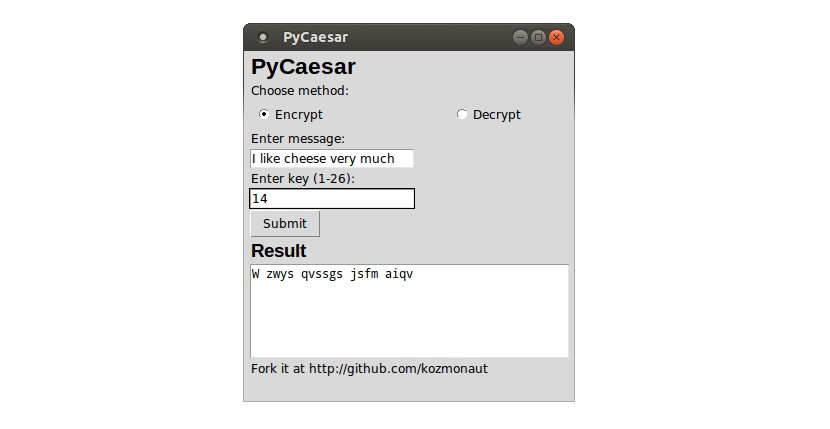 PyCaesar
PyCaesar
Choose method:
Encrypt Decrypt
Enter message:
I like cheese very much
Enter key (1-26):
14
Submit
Result
W zwys qvssgs jsfm aiqv
Fork it at http://github.com/kozmonaut